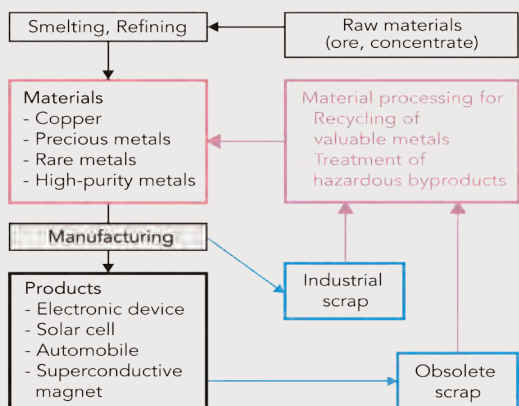 Smelting, Refining
Raw materials
(ore, concentrate)
Materials
- Copper
- Precious metals
- Rare metals
- High-purity metals
Material processing for
Recycling of
valuable metals
- Treatment of
hazardous byproducts
Manufacturing
Industrial
scrap
Products
- Electronic device
- Solar cell
- Automobile
- Superconductive
magnet
Obsolete
scrap